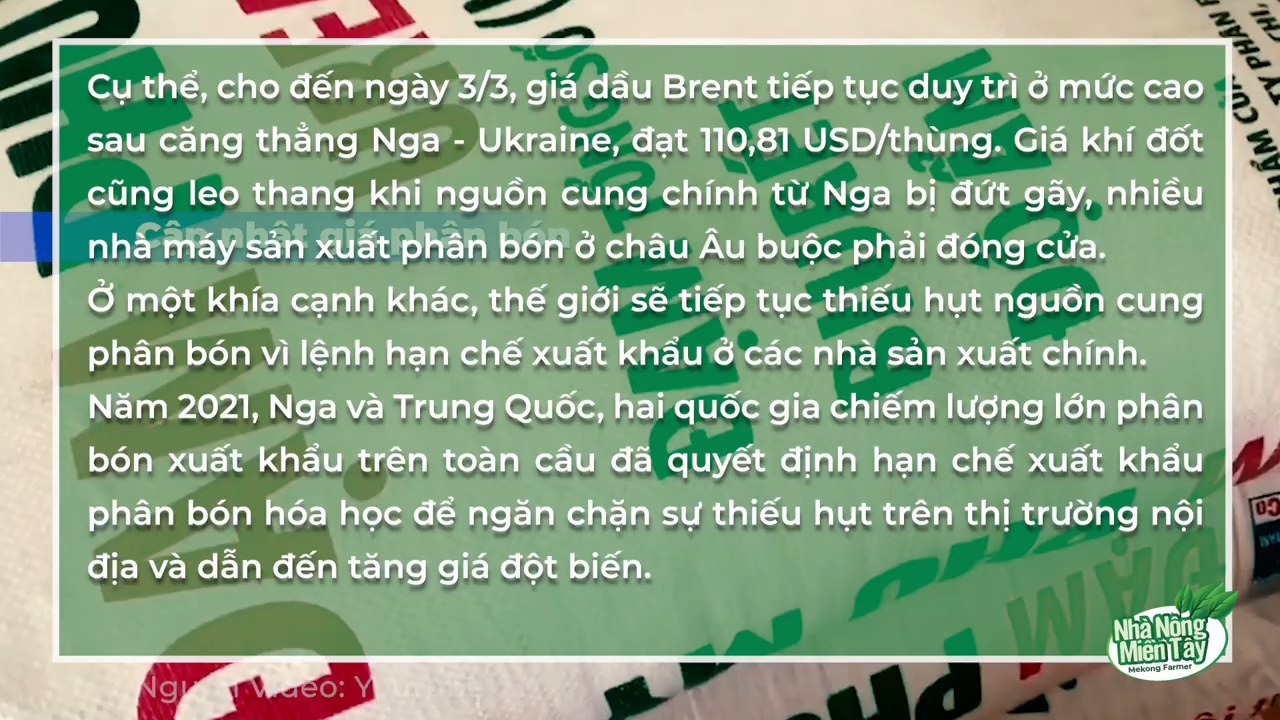 Cụ thể, cho đến ngày 3/3, giá dầu Brent tiếp tục duy trì ở mức cao
sau căng thẳng Nga - Ukraine, đạt 110,81 USD/thùng. Giá khí đốt
cũng leo thang khi nguồn cung chính từ Nga bị đứt gãy, nhiều
nhà máy sản xuất phân bón ở châu Âu buộc phải đóng cửa.
Ở một khía cạnh khác, thế giới sẽ tiếp tục thiếu hụt nguồn cung
phân bón vì lệnh hạn chế xuất khẩu ở các nhà sản xuất chính.
Năm 2021, Nga và Trung Quốc, hai quốc gia chiếm lượng lớn phân
bón xuất khẩu trên toàn cầu đã quyết định hạn chế xuất khẩu
phân bón hóa học để ngăn chặn sự thiếu hụt trên thị trường nội
địa và dẫn đến tăng giá đột biến.
Cập nhật giá phân bón
Nhà Nông
Miền Tây
Mekong Farmer
video: